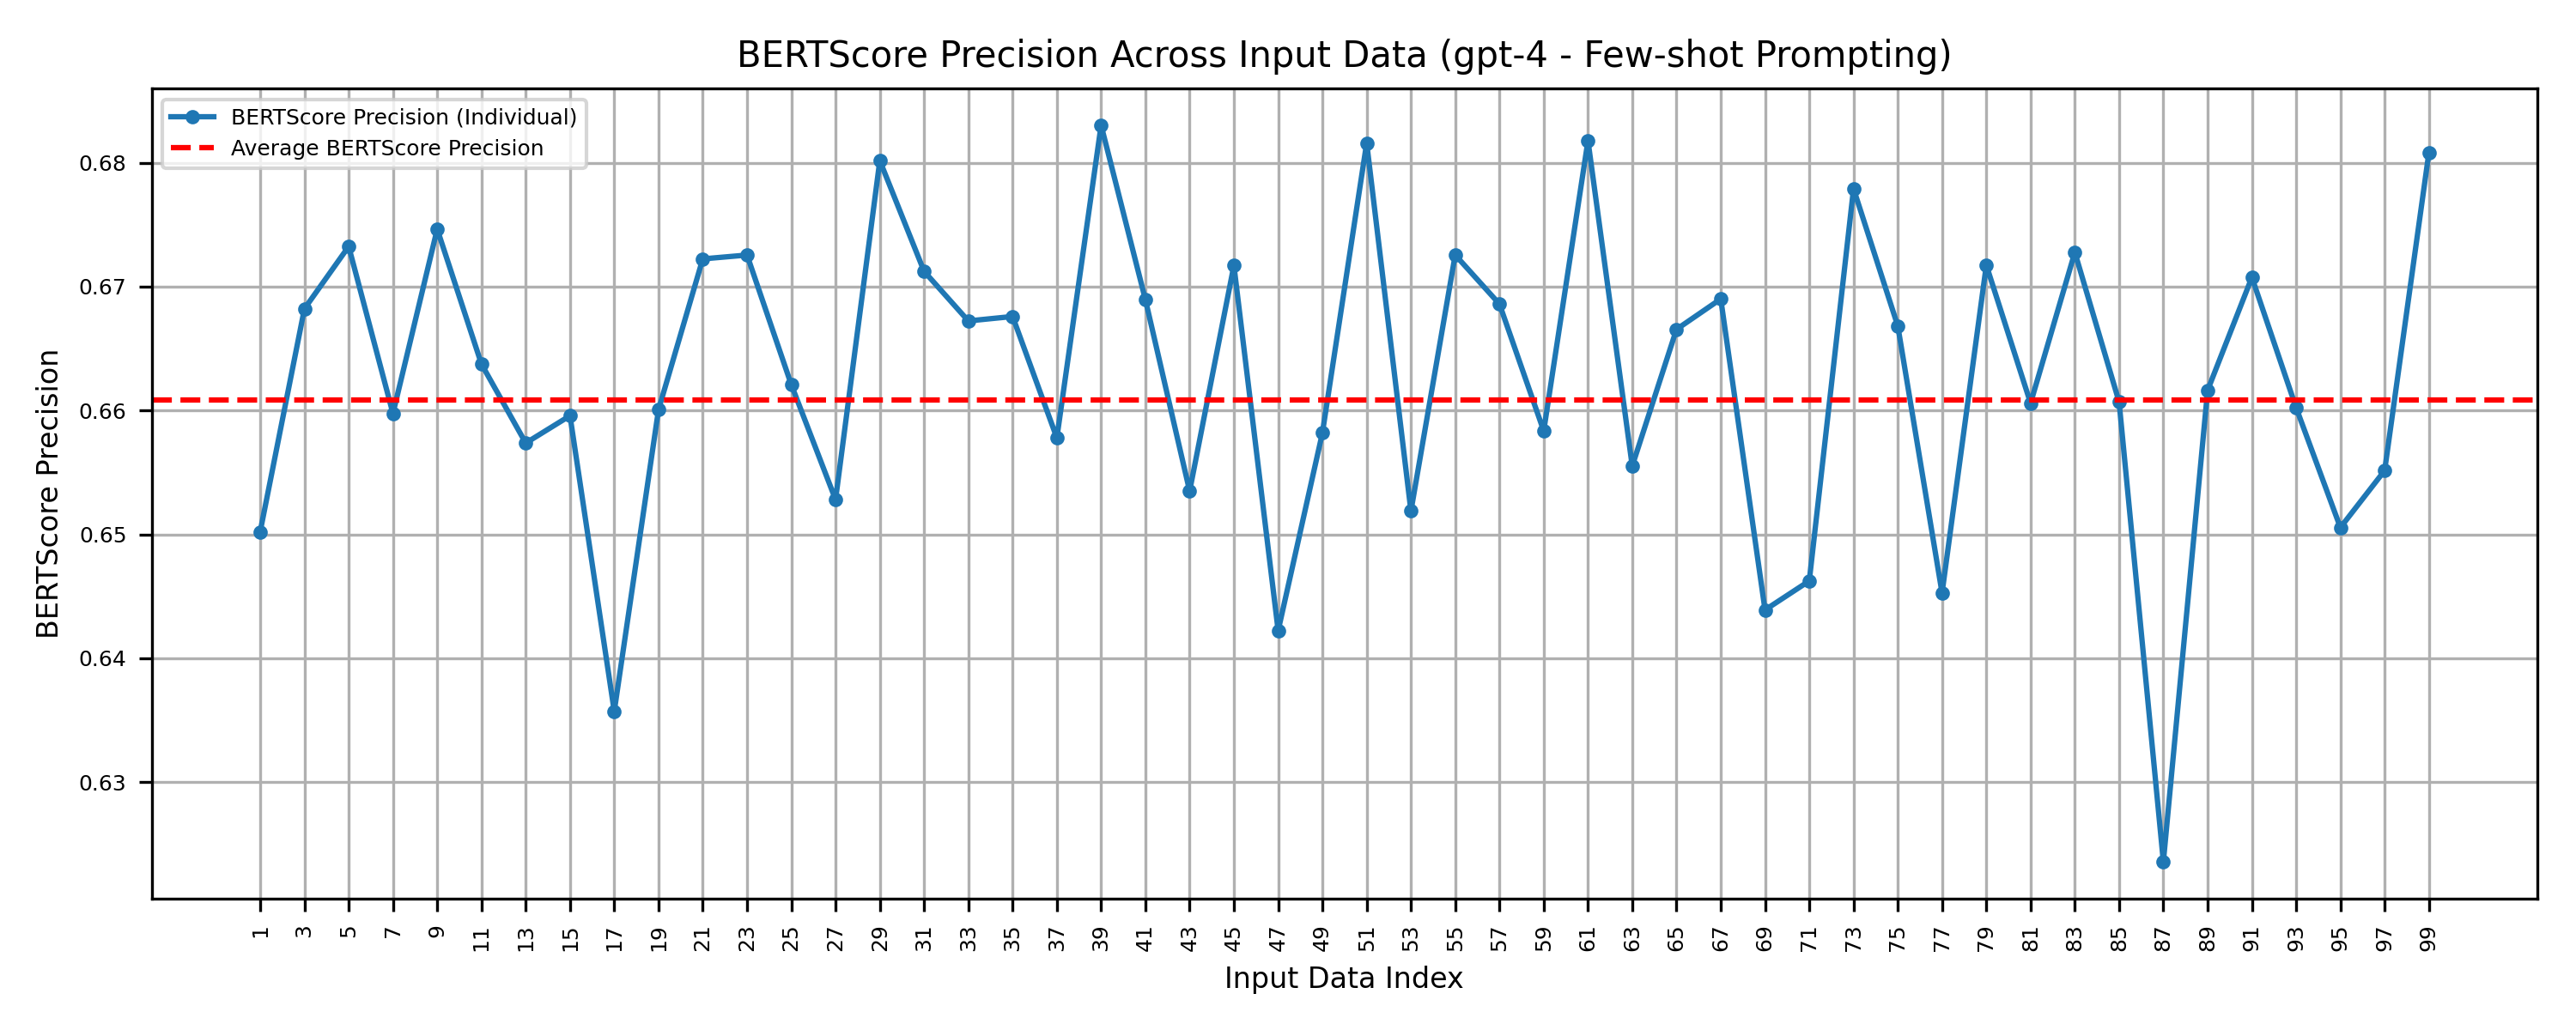 BERTScore Precision Across Input Data (gpt-4 - Few-shot Prompting)
BERTScore Precision (Individual)
Average BERTScore Precision
BERTScore Precision
0.68
0.67
0.66
0.65
0.64
0.63
1 3 5 7 9 11 13 15 17 19 21 23 25 27 29 31 33 35 37 39 41 43 45 47 49 51 53 55 57 59 61 63 65 67 69 71 73 75 77 79 81 83 85 87 89 91 93 95 97 99
Input Data Index